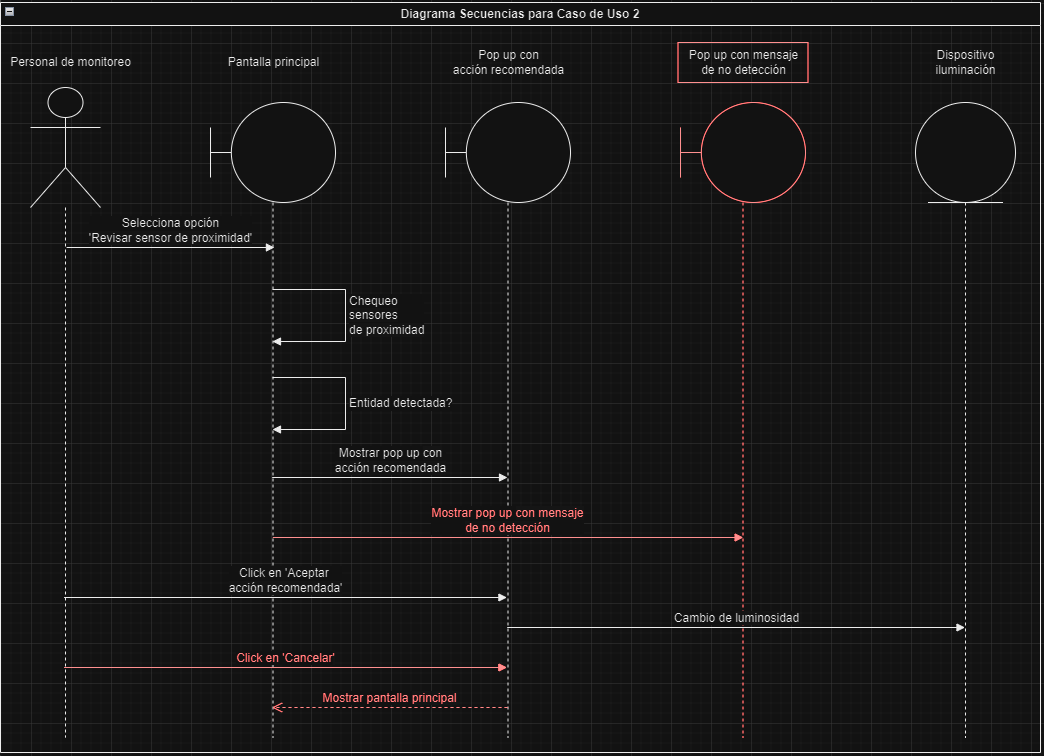 Diagrama Secuencias para Caso de Uso 2
Personal de monitoreo
Pantalla principal
Pop up con
acción recomendada
Pop up con mensaje
de no detección
Dispositivo
iluminación
Selecciona opción
'Revisar sensor de proximidad'
Chequeo
sensores
de proximidad
Entidad detectada?
Mostrar pop up con
acción recomendada
Mostrar pop up con mensaje
de no detección
Click en 'Aceptar
acción recomendada'
Cambio de luminosidad
Click en 'Cancelar'
Mostrar pantalla principal